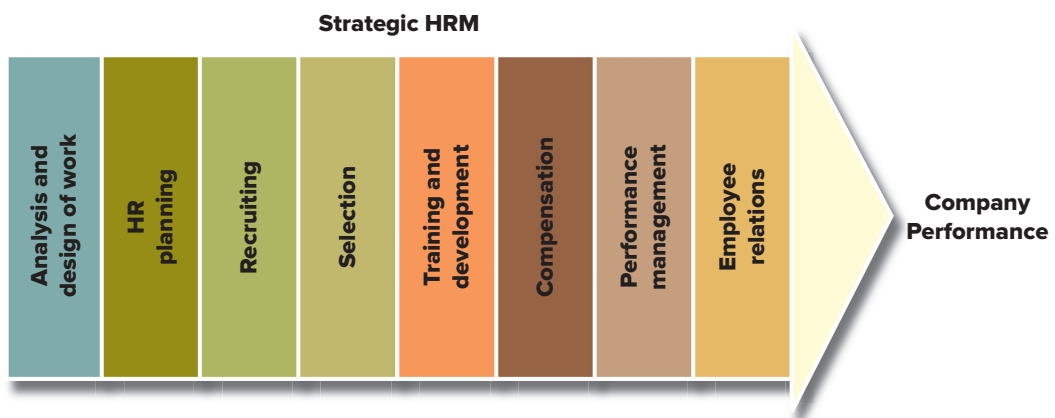 Strategic HRM
Analysis and
design of work
HR
planning
Recruiting
Selection
Training and
development
Compensation
Performance
management
Employee
relations
Company
Performance